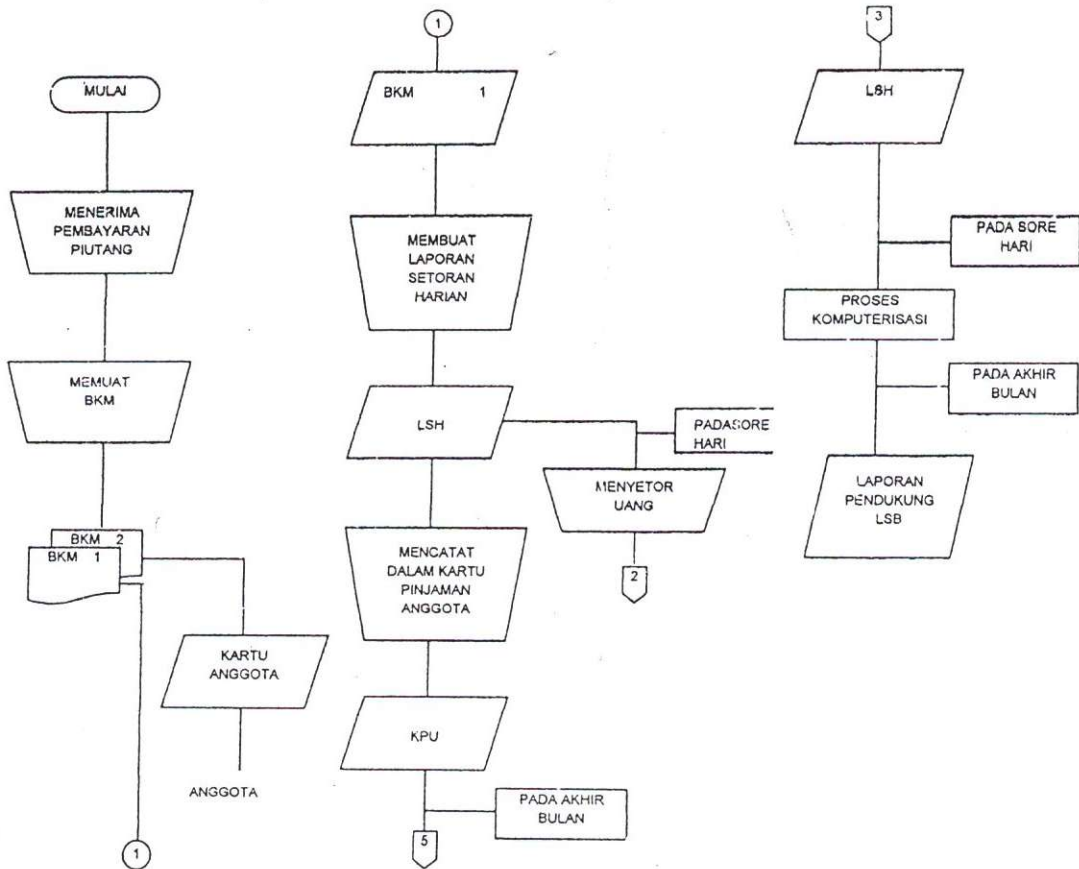 MULAI
MENERIMA
PEMBAYARAN
PIUTANG
MEMUAT
BKM
BKM 2
BKM 1
KARTU
ANGGOTA
ANGGOTA
1
1
BKM 1
MEMBUAT
LAPORAN
SETORAN
HARIAN
LSH
PADASORE
HARI
MENYETOR
UANG
2
MENCATAT
DALAM KARTU
PINJAMAN
ANGGOTA
KPU
PADA AKHIR
BULAN
5
3
LSH
PADA SORE
HARI
PROSES
KOMPUTERISASI
PADA AKHIR
BULAN
LAPORAN
PENDUKUNG
LSB